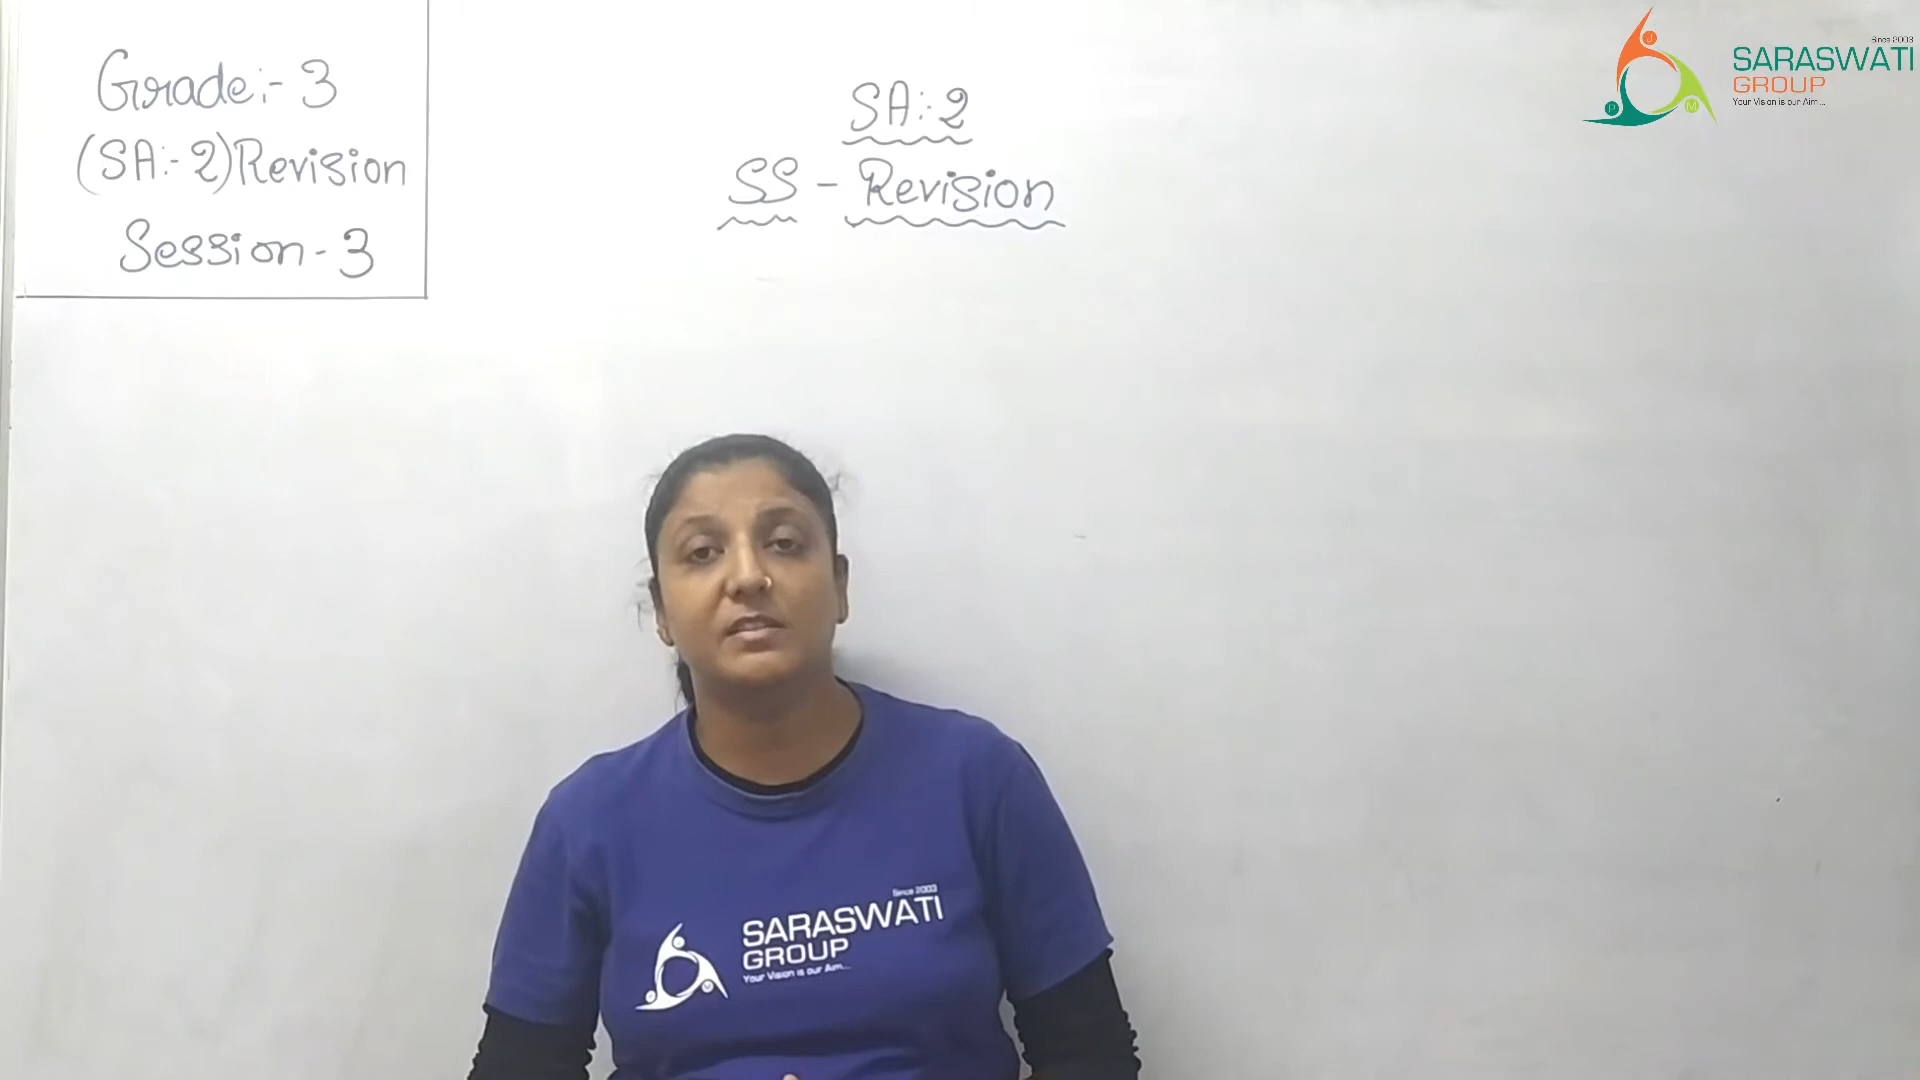 Grade:- 3
(SA:-2) Revision
Session - 3
SA:-2
SS - Revision
Since 2003
SARASWATI
GROUP
Your Vision is our Aim...
J
P
M
Since 2003
SARASWATI
GROUP
Your Vision is our Aim...